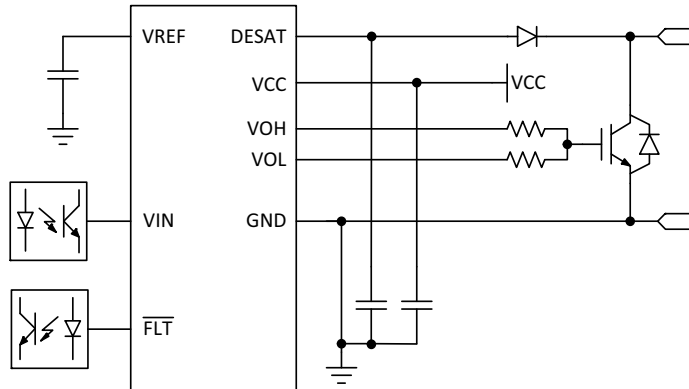 VREF
DESAT
VCC
VCC
VOH
VOL
VIN
GND
FLT